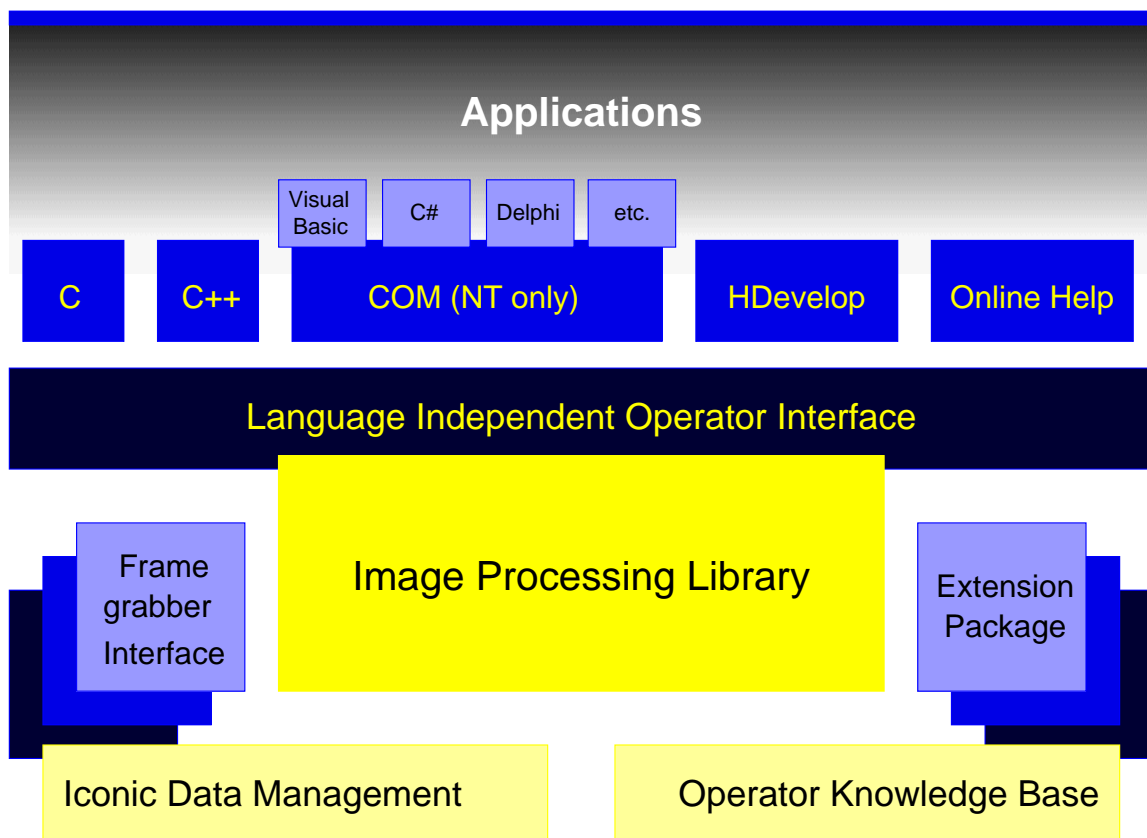 Applications
Visual
Basic
C#
Delphi
etc.
C
C++
COM (NT only)
HDevelop
Online Help
Language Independent Operator Interface
Frame
grabber
Interface
Image Processing Library
Extension
Package
Iconic Data Management
Operator Knowledge Base